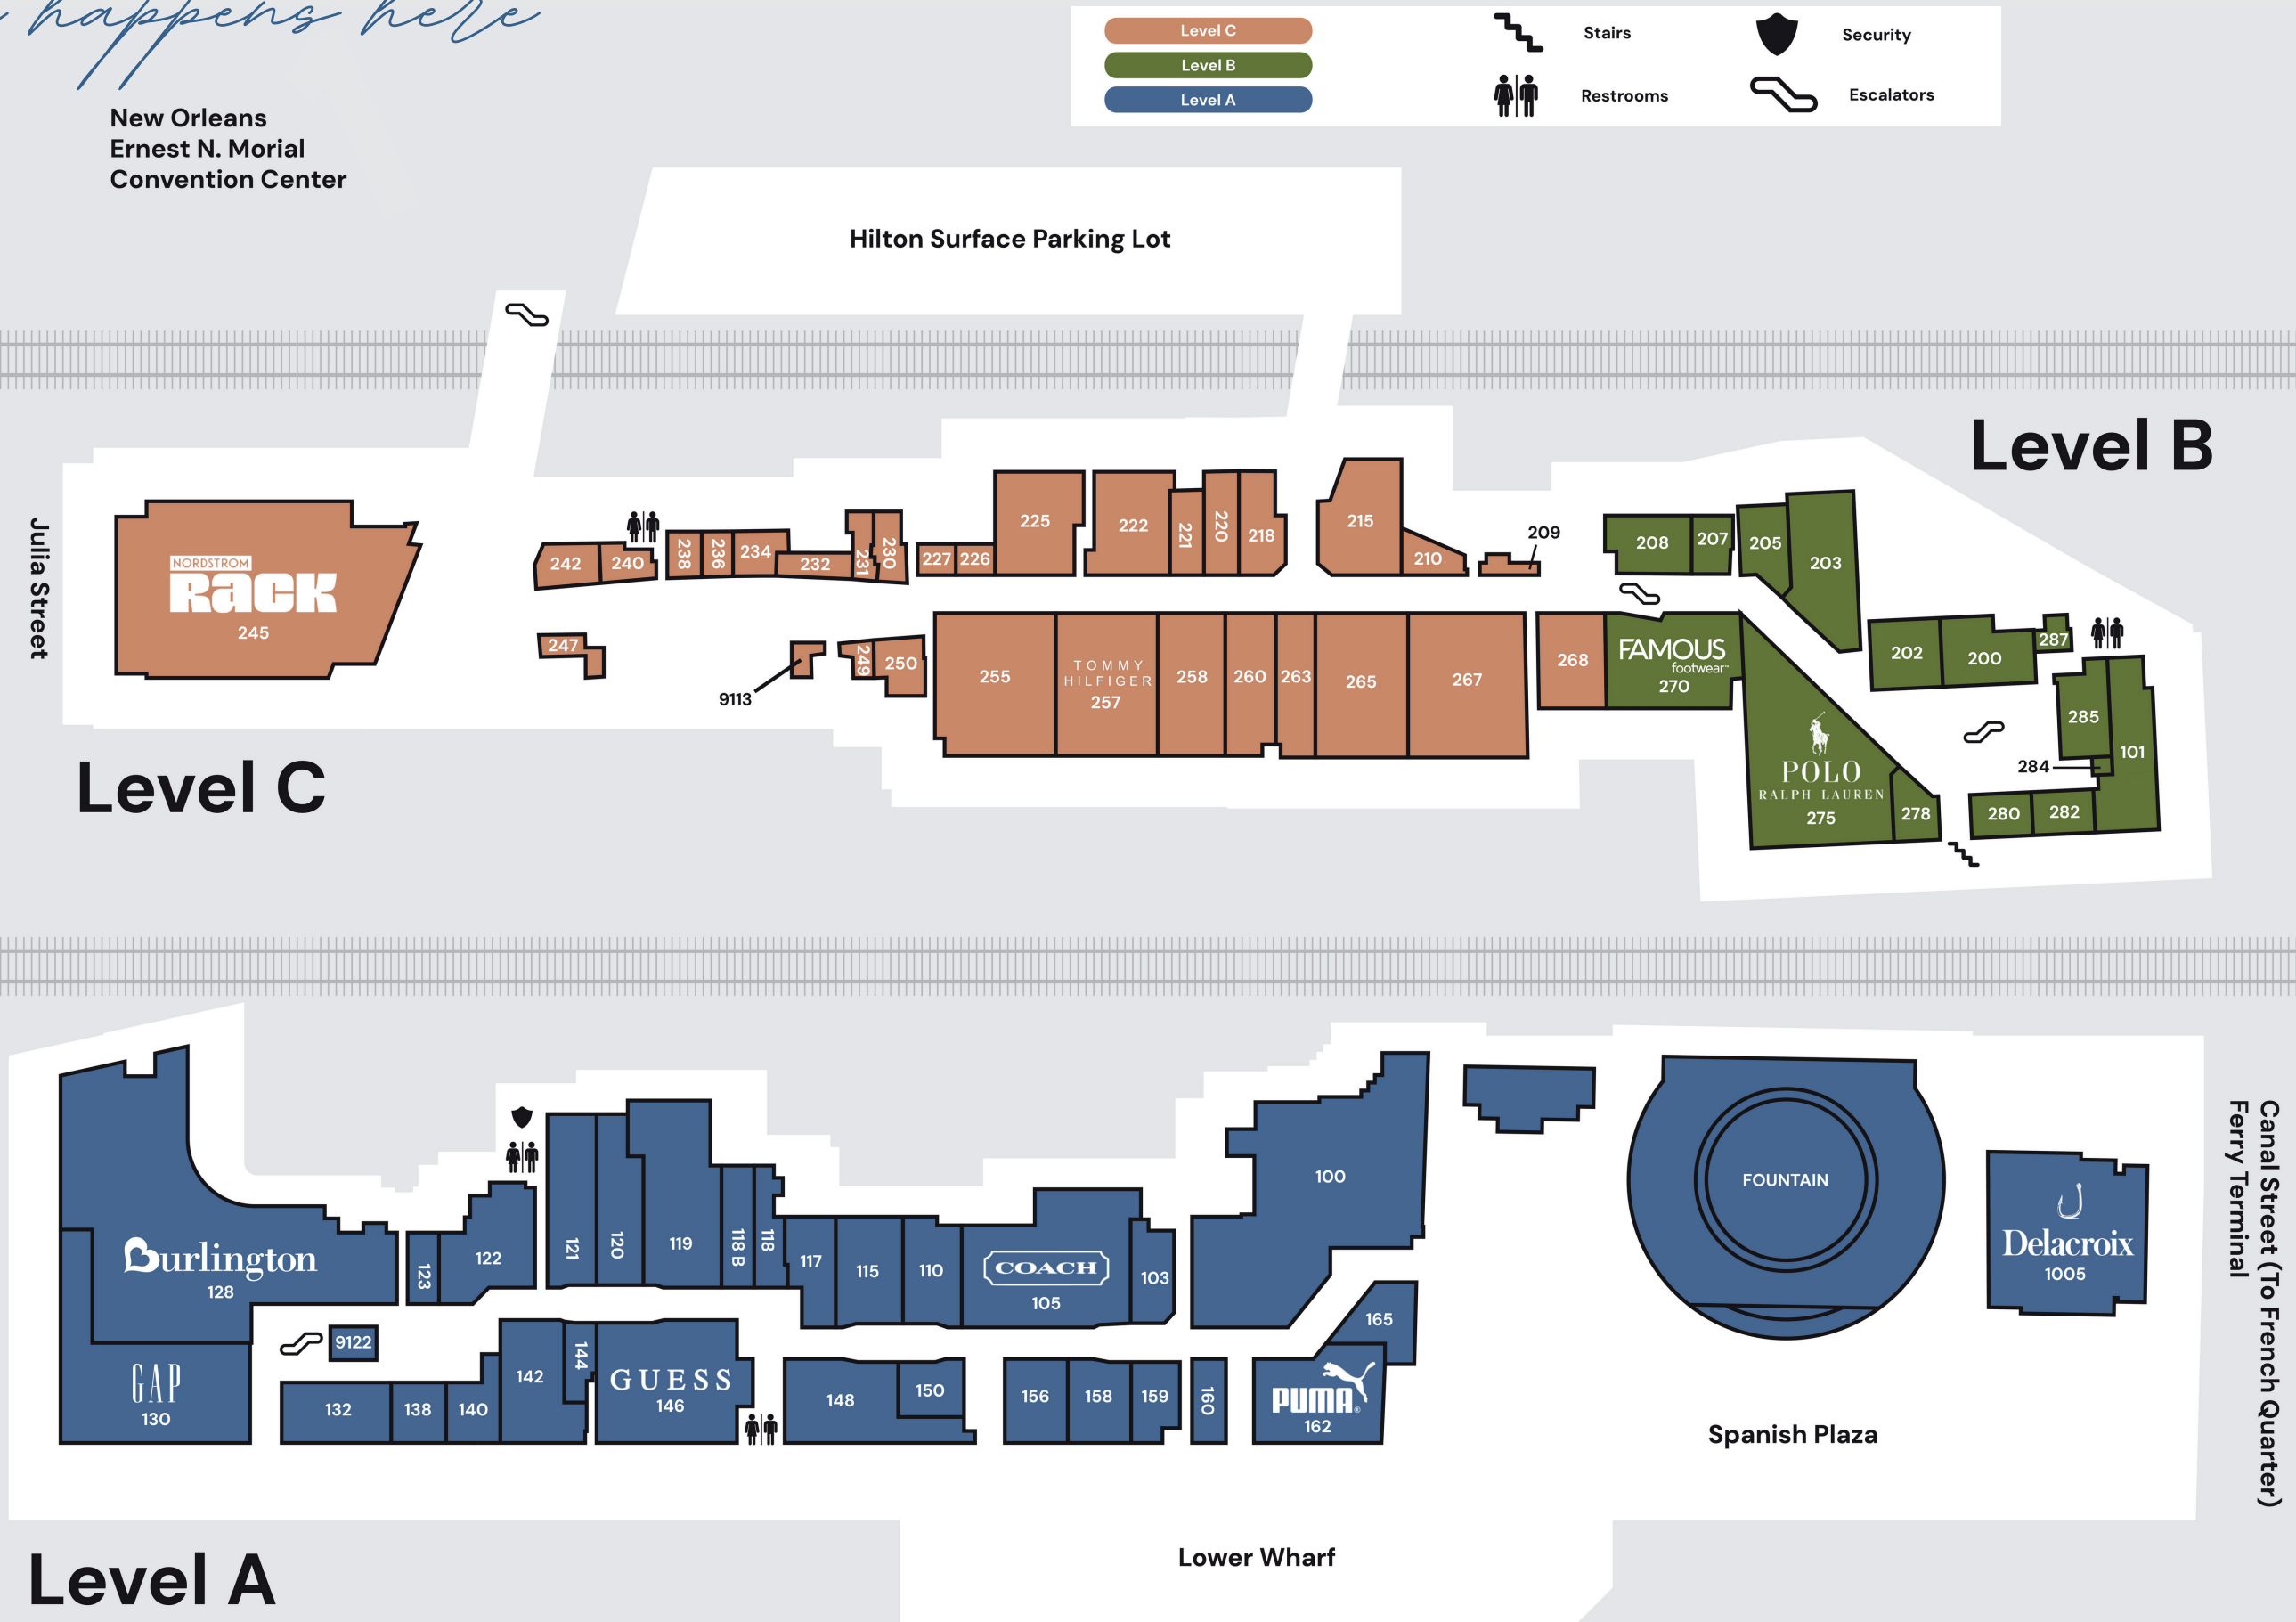 happens here
New Orleans
Ernest N. Morial
Convention Center
Level C
Level B
Level A
Stairs
Restrooms
Security
Escalators
Hilton Surface Parking Lot
Level B
Julia Street
NORDSTROM
RACK
245
242
240
238
236
234
232
231
230
227
226
225
222
221
220
218
215
210
209
208
207
205
203
247
9113
249
250
255
TOMMY
HILFIGER
257
258
260
263
265
267
268
FAMOUS
footwear
270
202
200
287
285
101
284
280
282
POLO
RALPH LAUREN
275
278
Level C
Burlington
128
GAP
130
9122
123
122
121
120
119
118 B
118
117
115
110
COACH
105
103
100
165
132
138
140
142
144
GUESS
146
148
150
156
158
159
160
PUMA
162
FOUNTAIN
Delacroix
1005
Spanish Plaza
Canal Street (To French Quarter)
Ferry Terminal
Lower Wharf
Level A